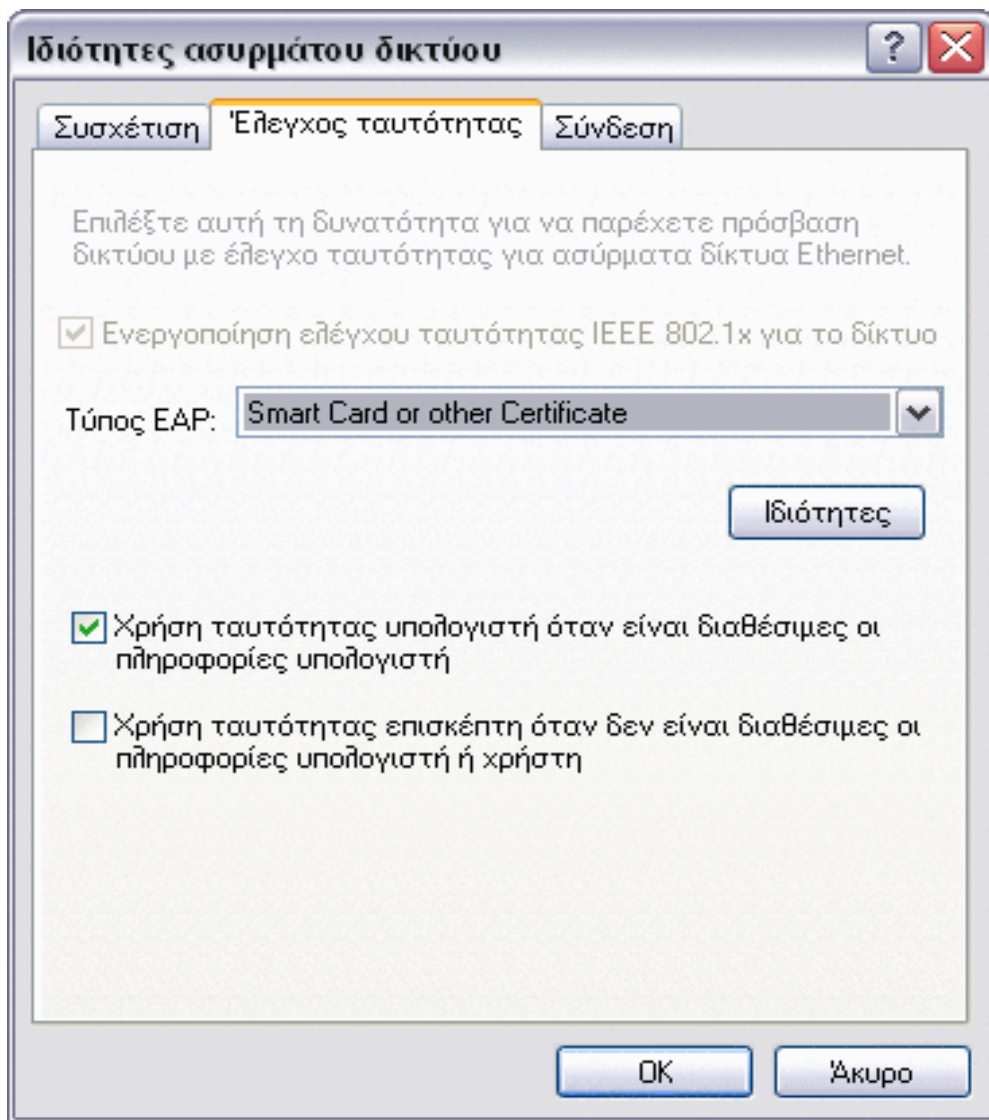 Ιδιότητες ασυρμάτου δικτύου
Συσχέτιση
Έλεγχος ταυτότητας
Σύνδεση
Επιλέξτε αυτή τη δυνατότητα για να παρέχετε πρόσβαση
δικτύου με έλεγχο ταυτότητας για ασύρματα δίκτυα Ethernet.
Ενεργοποίηση ελέγχου ταυτότητας IEEE 802.1x για το δίκτυο
Τύπος EAP:
Smart Card or other Certificate
Ιδιότητες
Χρήση ταυτότητας υπολογιστή όταν είναι διαθέσιμες οι
πληροφορίες υπολογιστή
Χρήση ταυτότητας επισκέπτη όταν δεν είναι διαθέσιμες οι
πληροφορίες υπολογιστή ή χρήστη
OK
Άκυρο